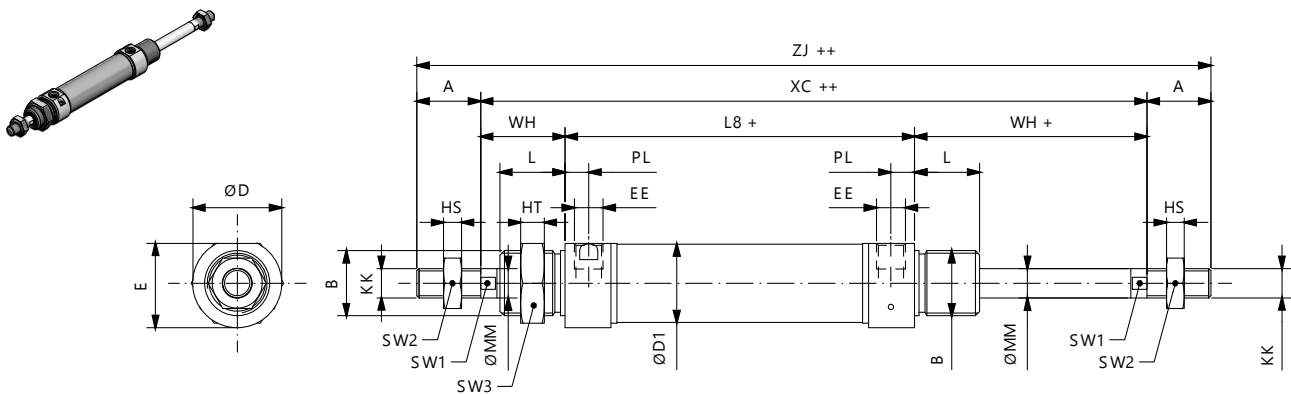 ZJ ++
A
XC ++
A
WH
L8 +
WH +
L
PL
PL
L
ØD
EE
EE
HS
HT
HS
E
B
KK
SW2
SW1
ØMM
SW3
ØD1
B
ØMM
SW1
SW2
KK